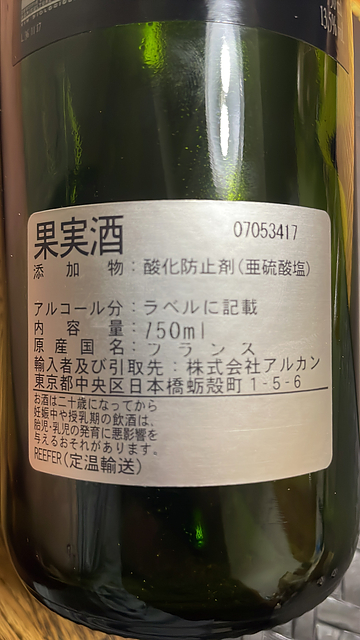 13,5%
果実酒 07053417
添加物：酸化防止剤(亜硫酸塩)
アルコール分：ラベルに記載
内容量：750ml
原産国名：フランス
輸入者及び引取先：株式会社アルカン
東京都中央区日本橋蛎殻町1-5-6
お酒は二十歳になってから
妊娠中や授乳期の飲酒は、
胎児・乳児の発育に悪影響を
与えるおそれがあります。
REEFER(定温輸送)